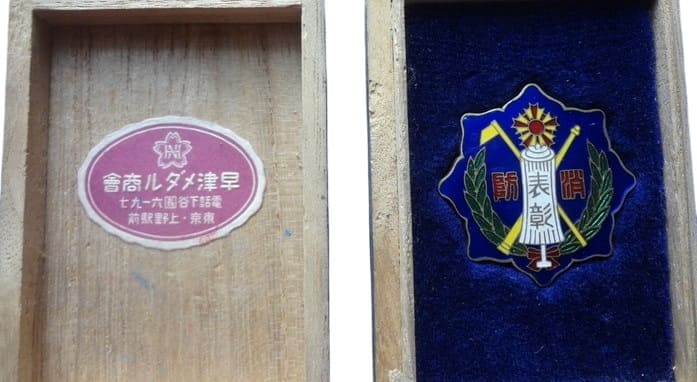 早津メダル商會
電話下谷六一九七
東京・上野駅前
消防
表彰